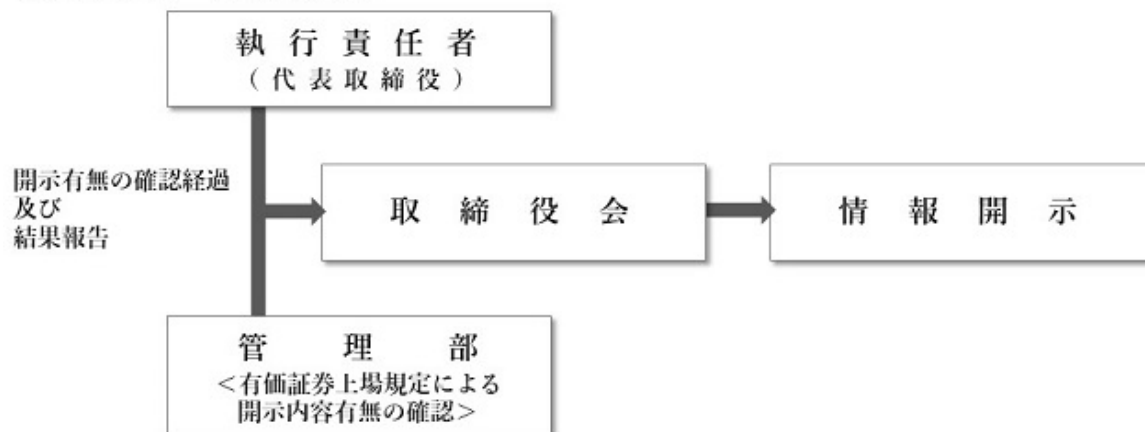 執行責任者
(代表取締役)
開示有無の確認経過
及び
結果報告
取締役会
情報開示
管理部
<有価証券上場規定による
開示内容有無の確認>